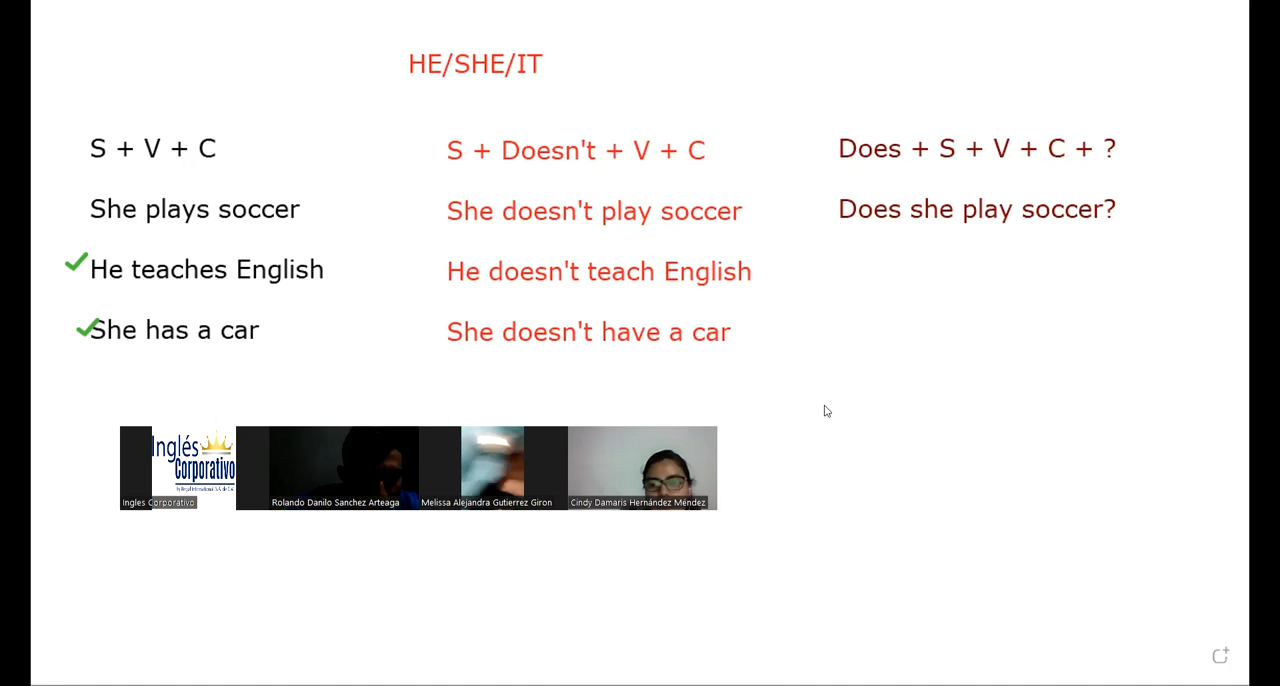 HE/SHE/IT
S + V + C
She plays soccer
He teaches English
She has a car
S + Doesn't + V + C
She doesn't play soccer
He doesn't teach English
She doesn't have a car
Does + S + V + C + ?
Does she play soccer?
Inglés
Corporativo
Ingles Corporativo
Rolando Danilo Sanchez Arteaga
Melissa Alejandra Gutierrez Giron
Cindy Damaris Hernández Méndez